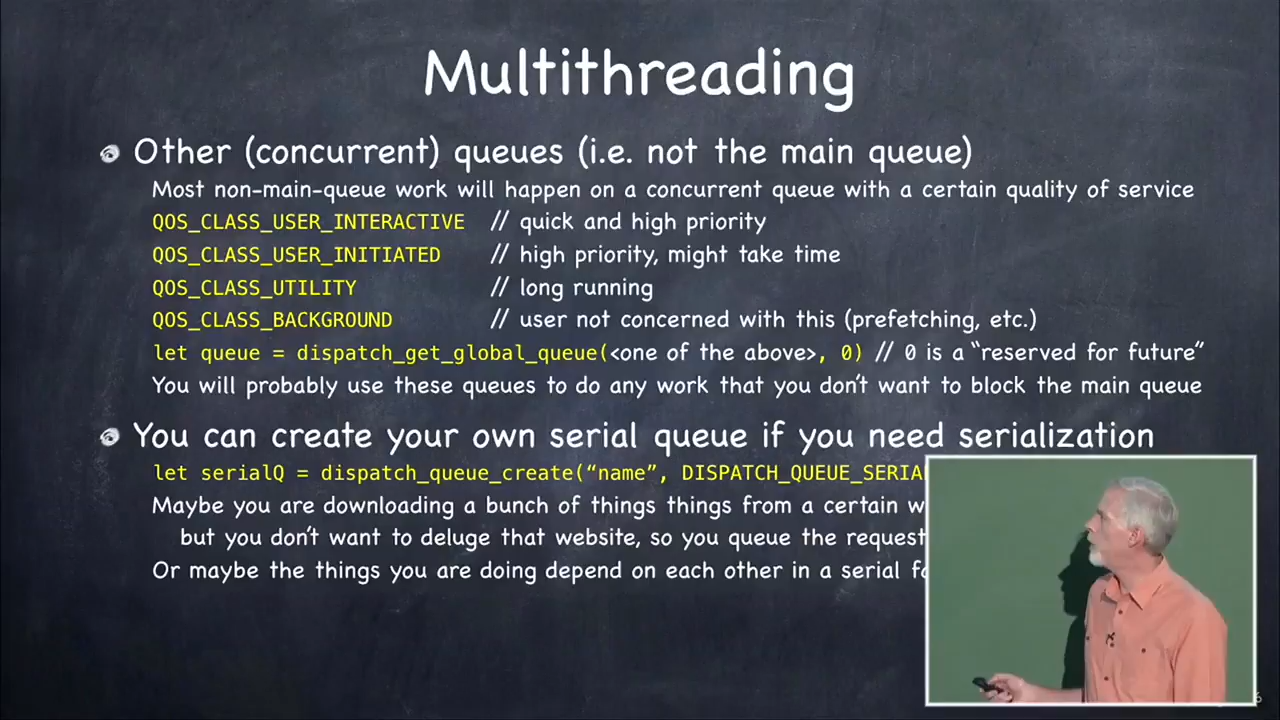 Multithreading
Other (concurrent) queues (i.e. not the main queue)
Most non-main-queue work will happen on a concurrent queue with a certain quality of service
QOS_CLASS_USER_INTERACTIVE // quick and high priority
QOS_CLASS_USER_INITIATED // high priority, might take time
QOS_CLASS_UTILITY // long running
QOS_CLASS_BACKGROUND // user not concerned with this (prefetching, etc.)
let queue = dispatch_get_global_queue(<one of the above>, 0) // 0 is a “reserved for future”
You will probably use these queues to do any work that you don’t want to block the main queue
You can create your own serial queue if you need serialization
let serialQ = dispatch_queue_create(“name”, DISPATCH_QUEUE_SERIA
Maybe you are downloading a bunch of things things from a certain
but you don’t want to deluge that website, so you queue the request
Or maybe the things you are doing depend on each other in a serial